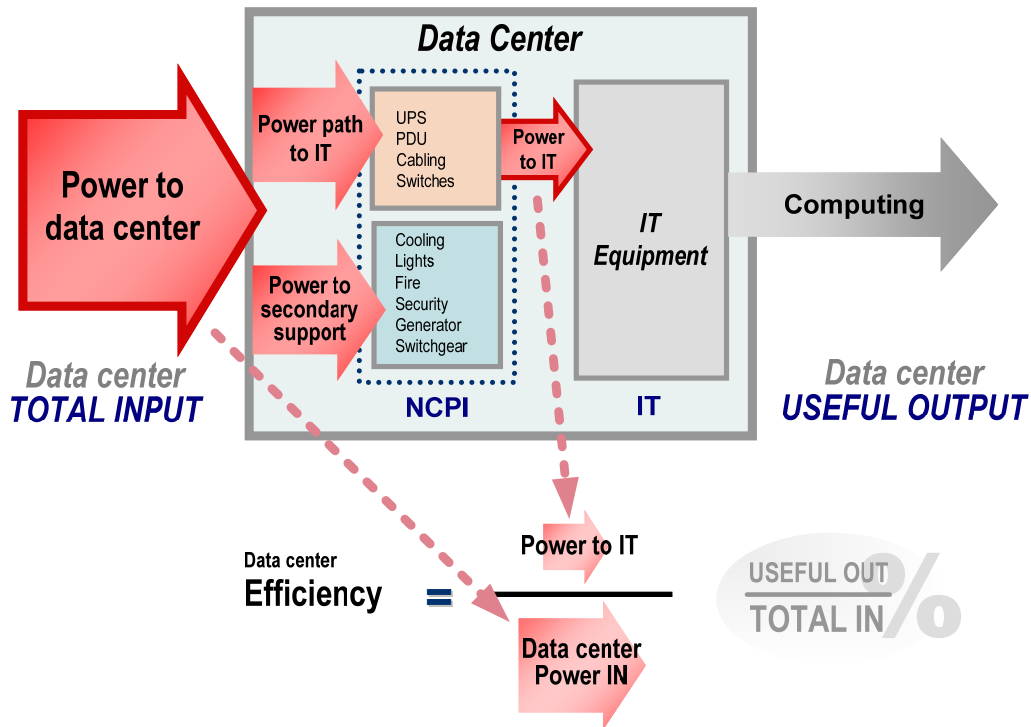 Data Center
Power to
data center
Power path
to IT
UPS
PDU
Cabling
Switches
Power
to IT
IT
Equipment
Computing
Power to
secondary
support
Cooling
Lights
Fire
Security
Generator
Switchgear
Data center
TOTAL INPUT
NCPI
IT
Data center
USEFUL OUTPUT
Data center
Efficiency
=
Power to IT
Data center
Power IN
USEFUL OUT
TOTAL IN
%